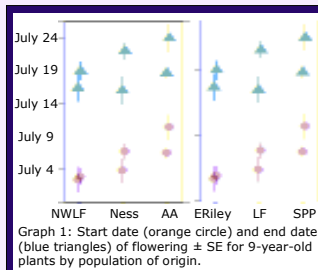 July 24
July 19
July 14
July 9
July 4
NWLF Ness AA ERiley LF SPP
Graph 1: Start date (orange circle) and end date
(blue triangles) of flowering ± SE for 9-year-old
plants by population of origin.